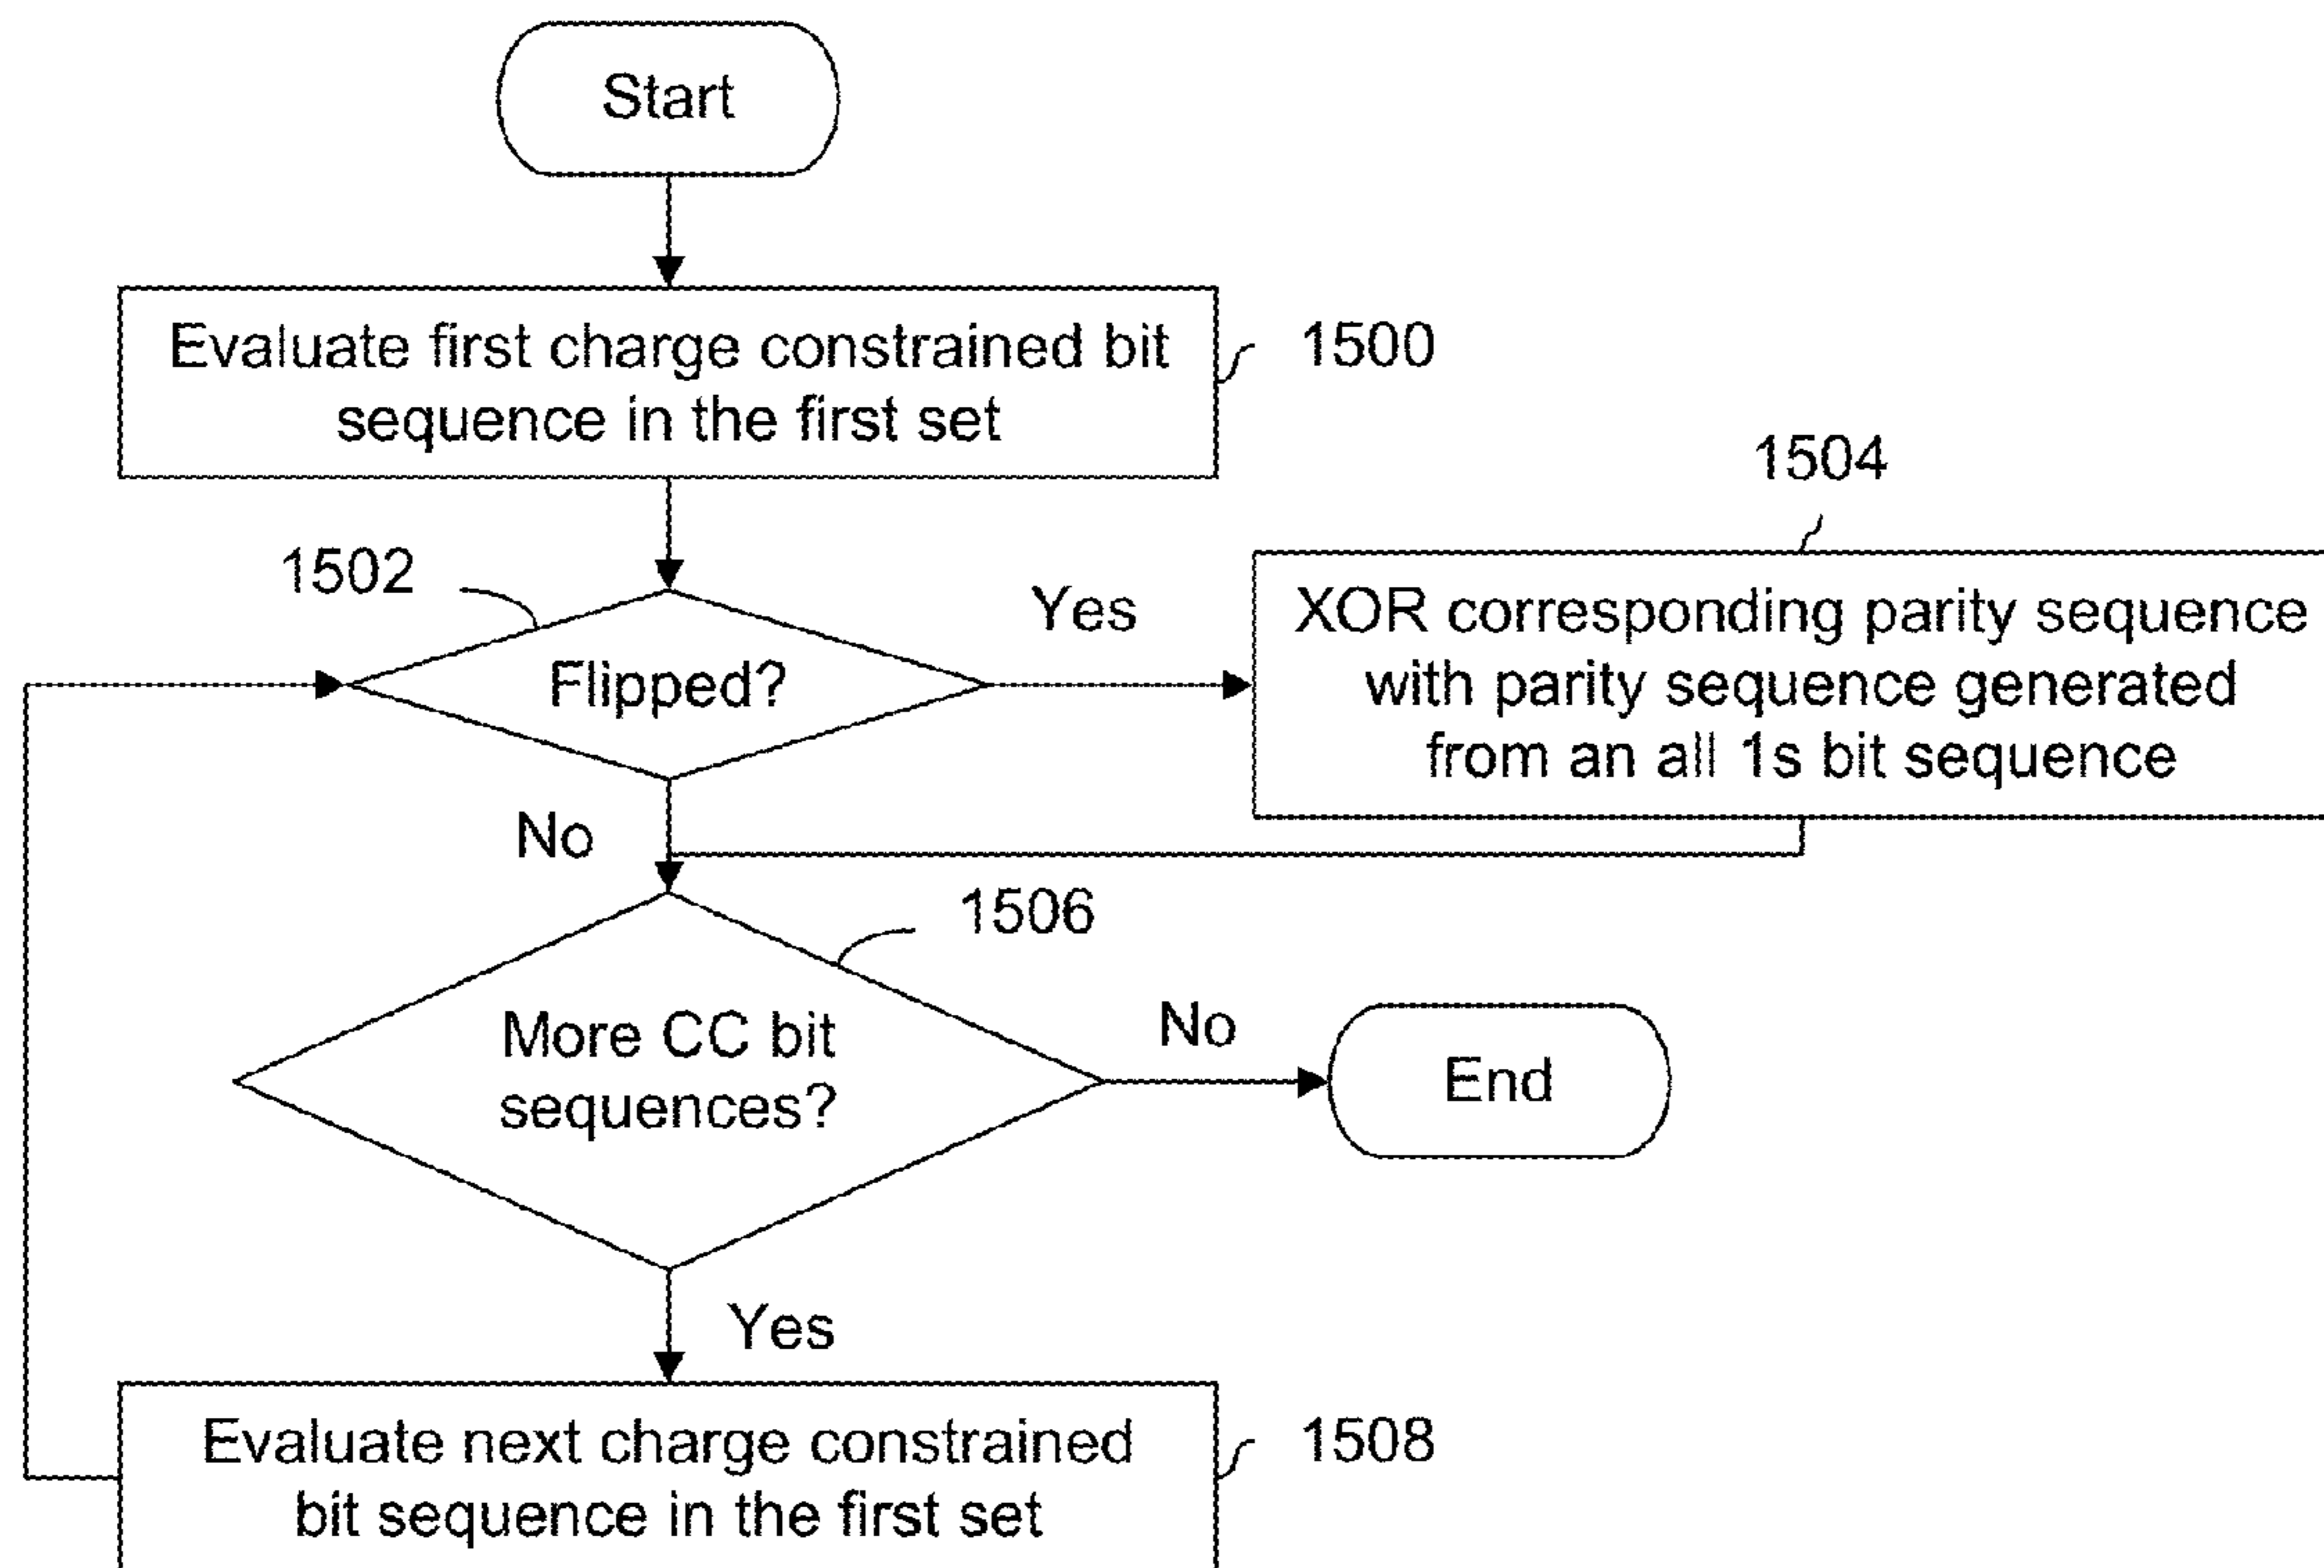 Start
Evaluate first charge constrained bit
sequence in the first set
1500
1504
1502
Flipped?
Yes
XOR corresponding parity sequence
with parity sequence generated
from an all 1s bit sequence
No
1506
More CC bit
sequences?
No
End
Yes
Evaluate next charge constrained
bit sequence in the first set
1508